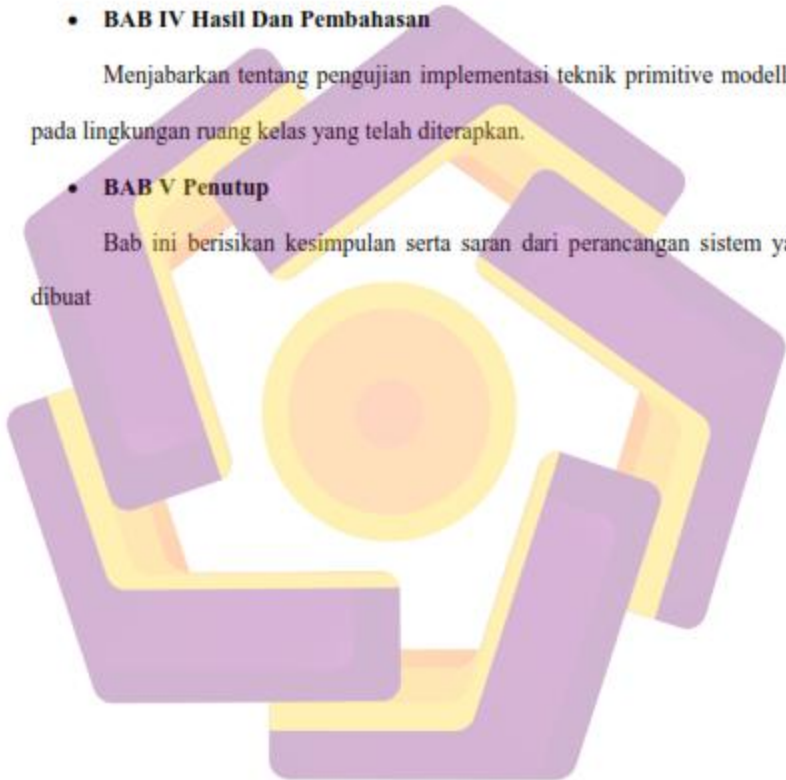 • BAB IV Hasil Dan Pembahasan
Menjabarkan tentang pengujian implementasi teknik primitive modell
pada lingkungan ruang kelas yang telah diterapkan.
• BAB V Penutup
Bab ini berisikan kesimpulan serta saran dari perancangan sistem ya
dibuat